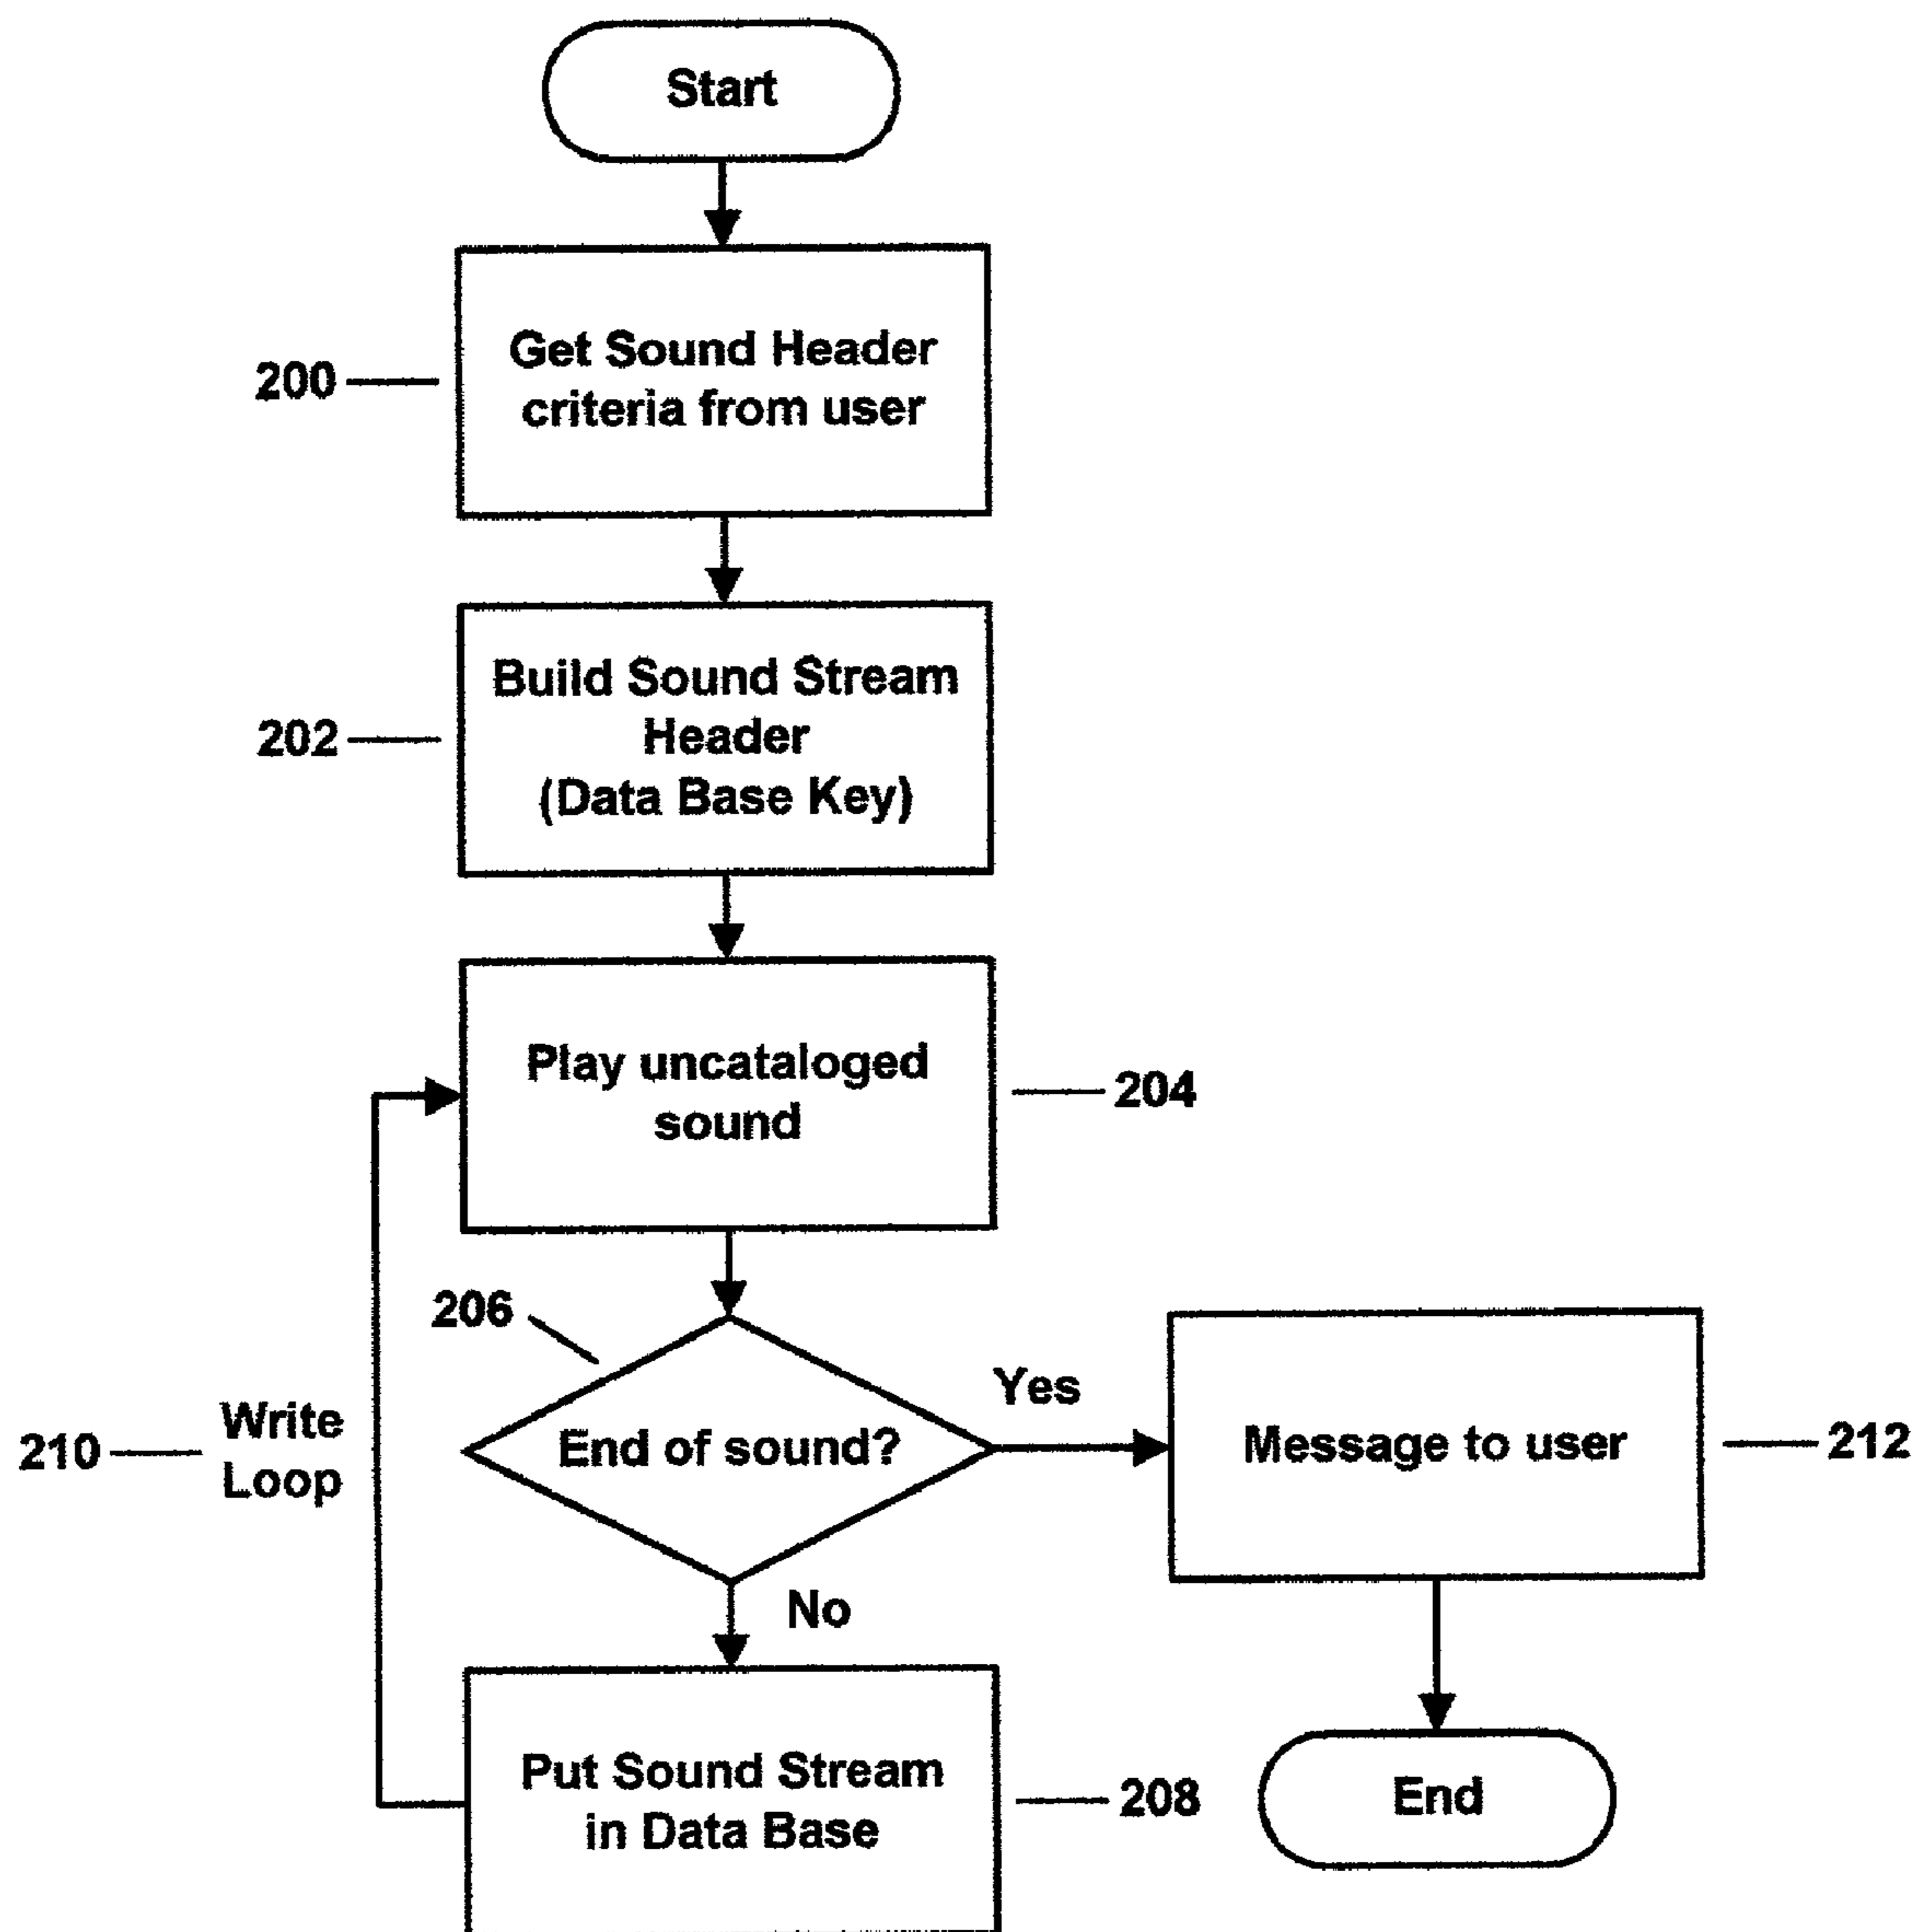 Start
200
Get Sound Header
criteria from user
202
Build Sound Stream
Header
(Data Base Key)
Play uncataloged
sound
204
206
End of sound?
Yes
Message to user
212
210
Write
Loop
No
Put Sound Stream
in Data Base
208
End